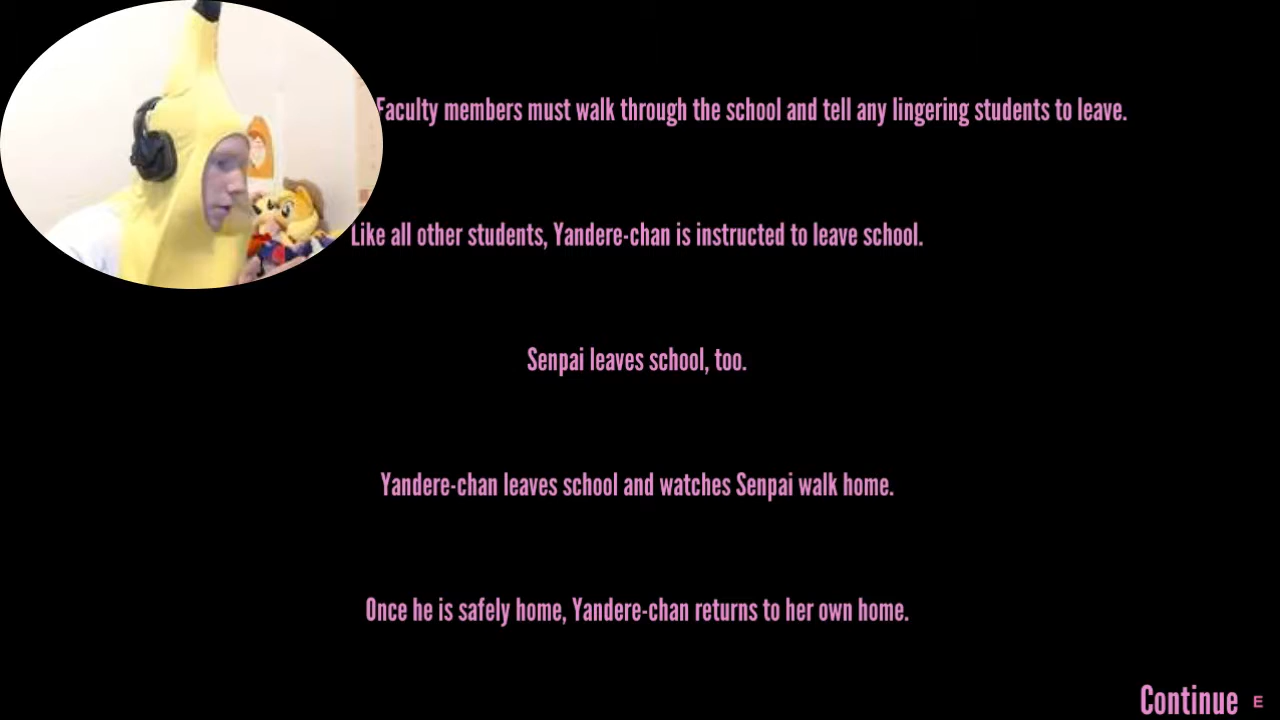 Faculty members must walk through the school and tell any lingering students to leave.
Like all other students, Yandere-chan is instructed to leave school.
Senpai leaves school, too.
Yandere-chan leaves school and watches Senpai walk home.
Once he is safely home, Yandere-chan returns to her own home.
Continue E